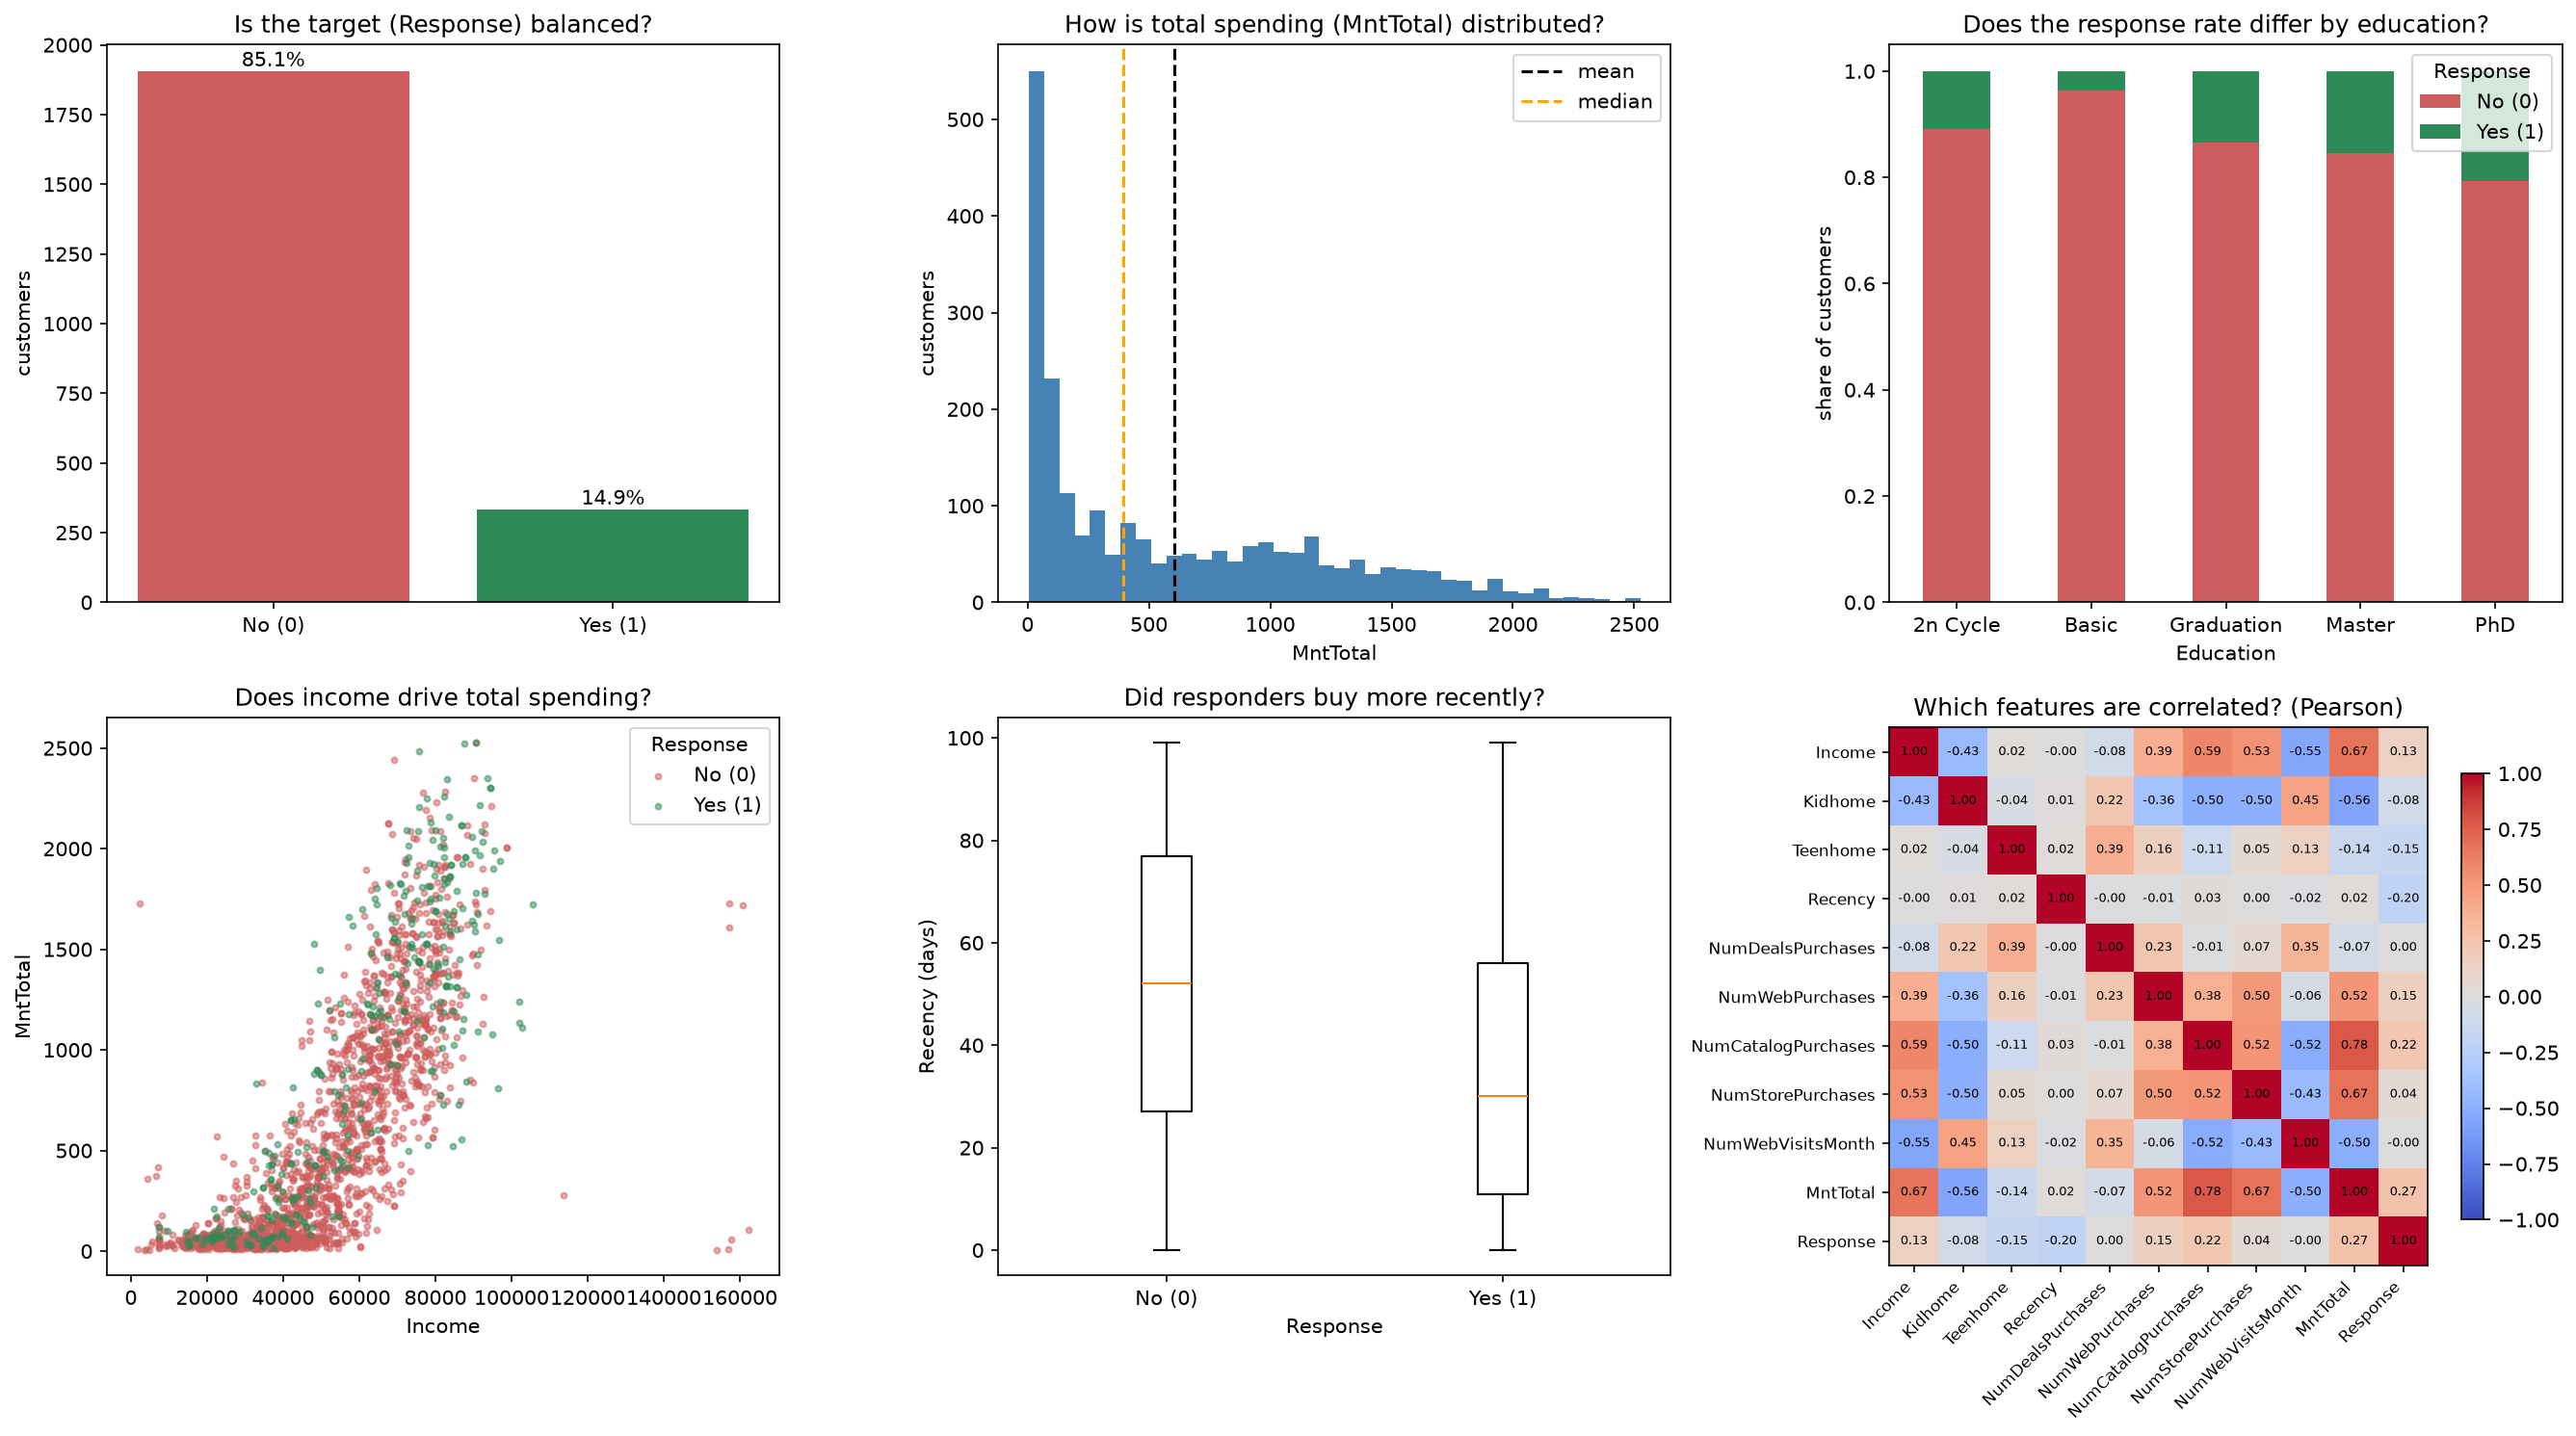 Is the target (Response) balanced?
customers
2000
1750
1500
1250
1000
750
500
250
0
85.1%
14.9%
No (0)
Yes (1)
How is total spending (MntTotal) distributed?
customers
500
400
300
200
100
0
mean
median
0 500 1000 1500 2000 2500
MntTotal
Does the response rate differ by education?
share of customers
1.0
0.8
0.6
0.4
0.2
0.0
Response
No (0)
Yes (1)
2n Cycle Basic Graduation Master PhD
Education
Does income drive total spending?
MntTotal
2500
2000
1500
1000
500
0
Response
No (0)
Yes (1)
0 20000 40000 60000 80000 100000 120000 140000 160000
Income
Did responders buy more recently?
Recency (days)
100
80
60
40
20
0
No (0) Yes (1)
Response
Which features are correlated? (Pearson)
Income 1.00 -0.43 0.02 -0.00 -0.08 0.39 0.59 0.53 -0.55 0.67 0.13
Kidhome -0.43 1.00 -0.04 0.01 0.22 -0.36 -0.50 -0.50 0.45 -0.56 -0.08
Teenhome 0.02 -0.04 1.00 0.02 0.39 0.16 -0.11 0.05 0.13 -0.14 -0.15
Recency -0.00 0.01 0.02 1.00 -0.00 -0.01 0.03 0.00 -0.02 0.02 -0.20
NumDealsPurchases -0.08 0.22 0.39 -0.00 1.00 0.23 -0.01 0.07 0.35 -0.07 0.00
NumWebPurchases 0.39 -0.36 0.16 -0.01 0.23 1.00 0.38 0.50 -0.06 0.52 0.15
NumCatalogPurchases 0.59 -0.50 -0.11 0.03 -0.01 0.38 1.00 0.52 -0.52 0.78 0.22
NumStorePurchases 0.53 -0.50 0.05 0.00 0.07 0.50 0.52 1.00 -0.43 0.67 0.04
NumWebVisitsMonth -0.55 0.45 0.13 -0.02 0.35 -0.06 -0.52 -0.43 1.00 -0.50 -0.00
MntTotal 0.67 -0.56 -0.14 0.02 -0.07 0.52 0.78 0.67 -0.50 1.00 0.27
Response 0.13 -0.08 -0.15 -0.20 0.00 0.15 0.22 0.04 -0.00 0.27 1.00
Income
Kidhome
Teenhome
Recency
NumDealsPurchases
NumWebPurchases
NumCatalogPurchases
NumStorePurchases
NumWebVisitsMonth
MntTotal
Response
1.00
0.75
0.50
0.25
0.00
−0.25
−0.50
−0.75
−1.00